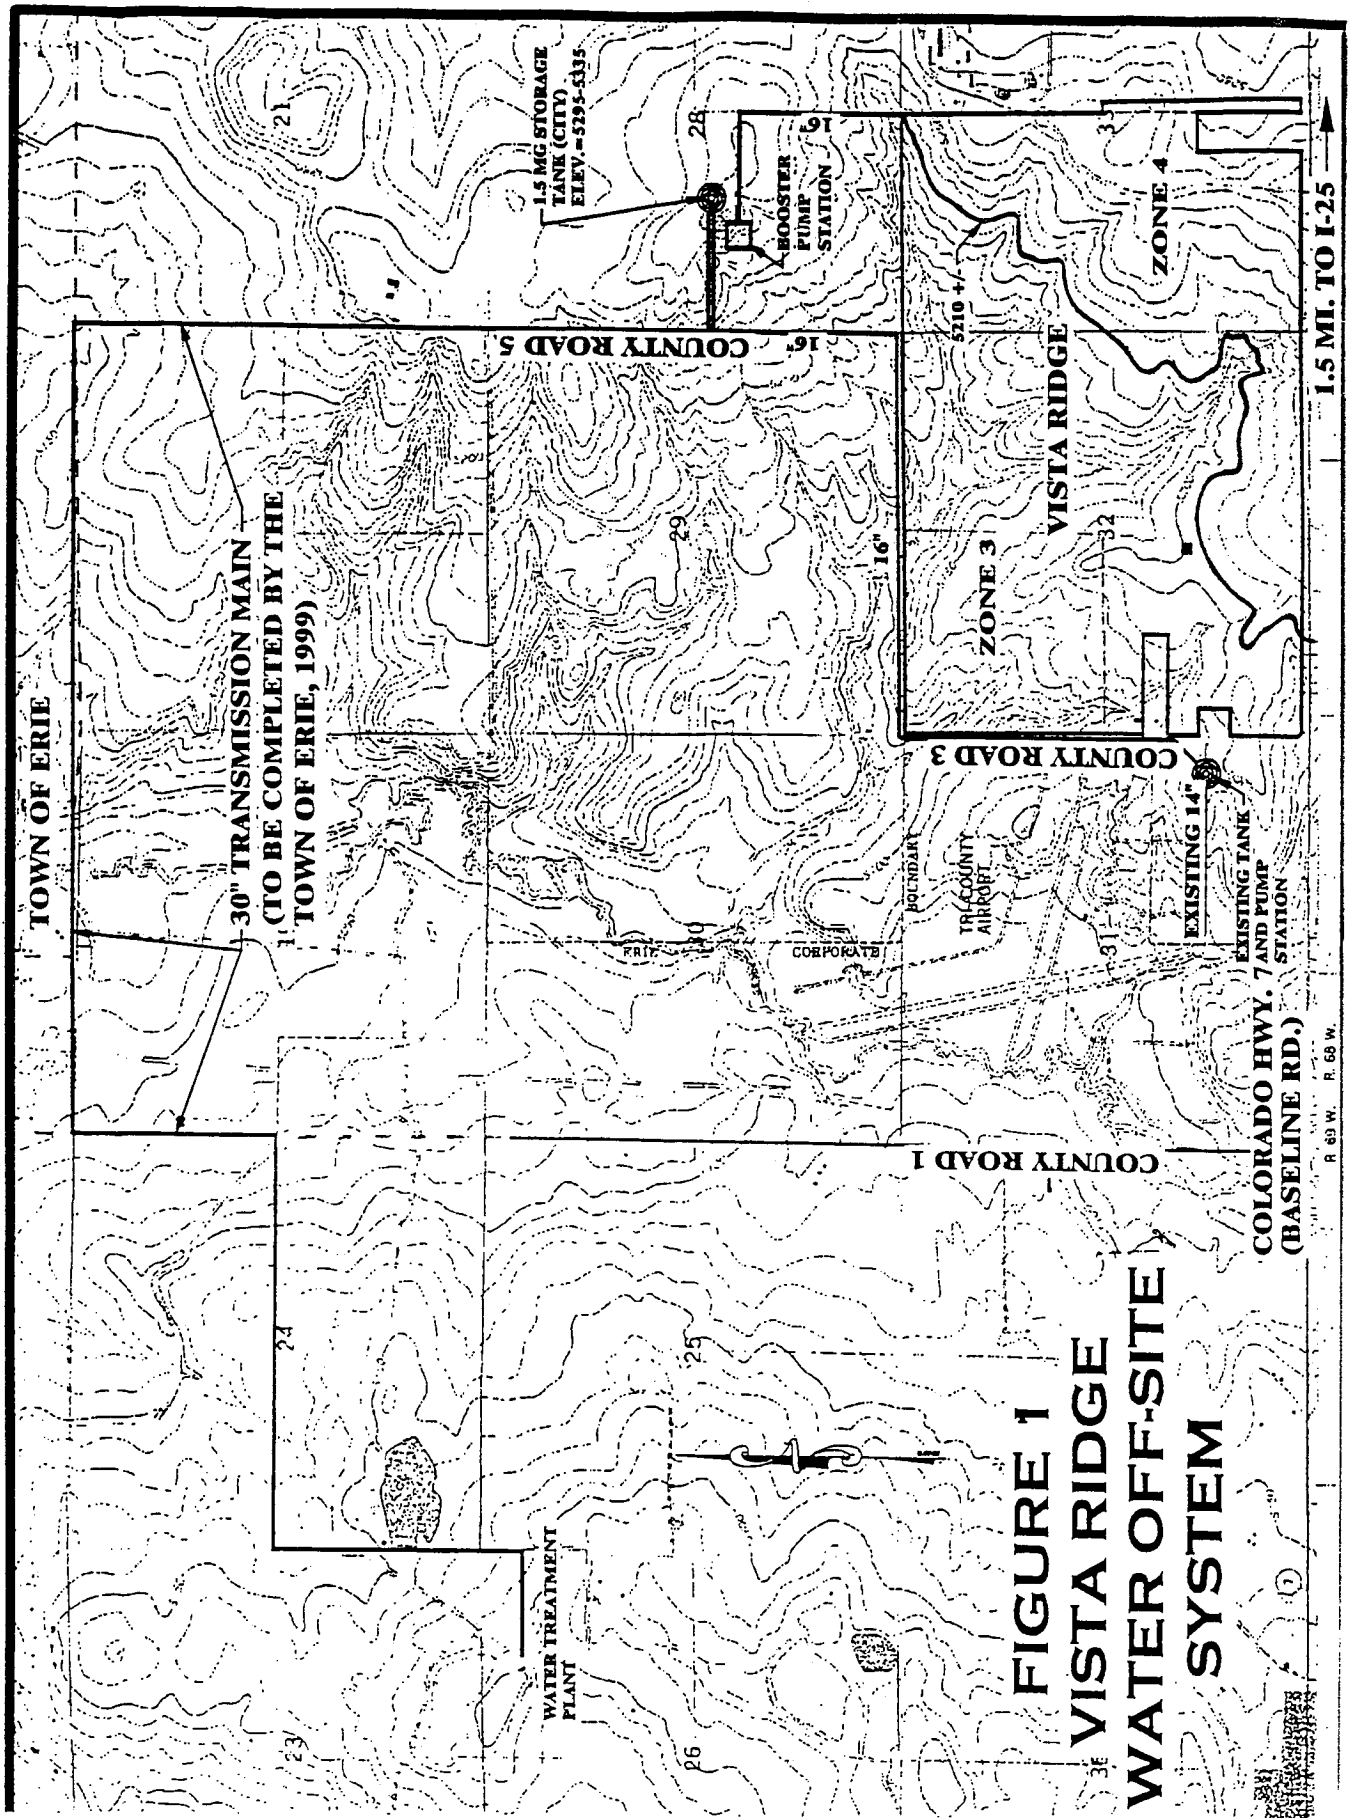 TOWN OF ERIE
30" TRANSMISSION MAIN
(TO BE COMPLETED BY THE
TOWN OF ERIE, 1999)
1.5 MG STORAGE
TANK (CITY)
ELEV.=5295-5335
21
28
16"
BOOSTER
PUMP
STATION
COUNTY ROAD 5
16"
5210 +/-
33
ZONE 4
VISTA RIDGE
1.5 MI. TO I-25
29
16"
ZONE 3
32
COUNTY ROAD 3
EXISTING 14"
EXISTING TANK
AND PUMP
STATION
BOUNDARY
TRI-COUNTY
AIRPORT
ERIE
30
CORPORATE
31
COLORADO HWY. 7
(BASELINE RD.)
R. 69 W. R. 68 W.
COUNTY ROAD 1
24
25
WATER TREATMENT
PLANT
23
26
FIGURE 1
VISTA RIDGE
WATER OFF-SITE
SYSTEM